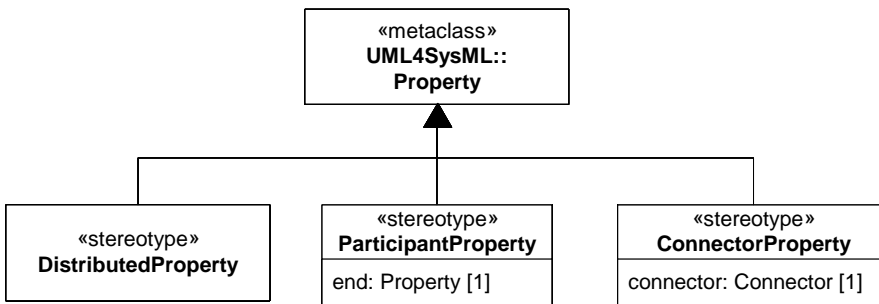 «metaclass»
UML4SysML::
Property
«stereotype»
DistributedProperty
«stereotype»
ParticipantProperty
end: Property [1]
«stereotype»
ConnectorProperty
connector: Connector [1]